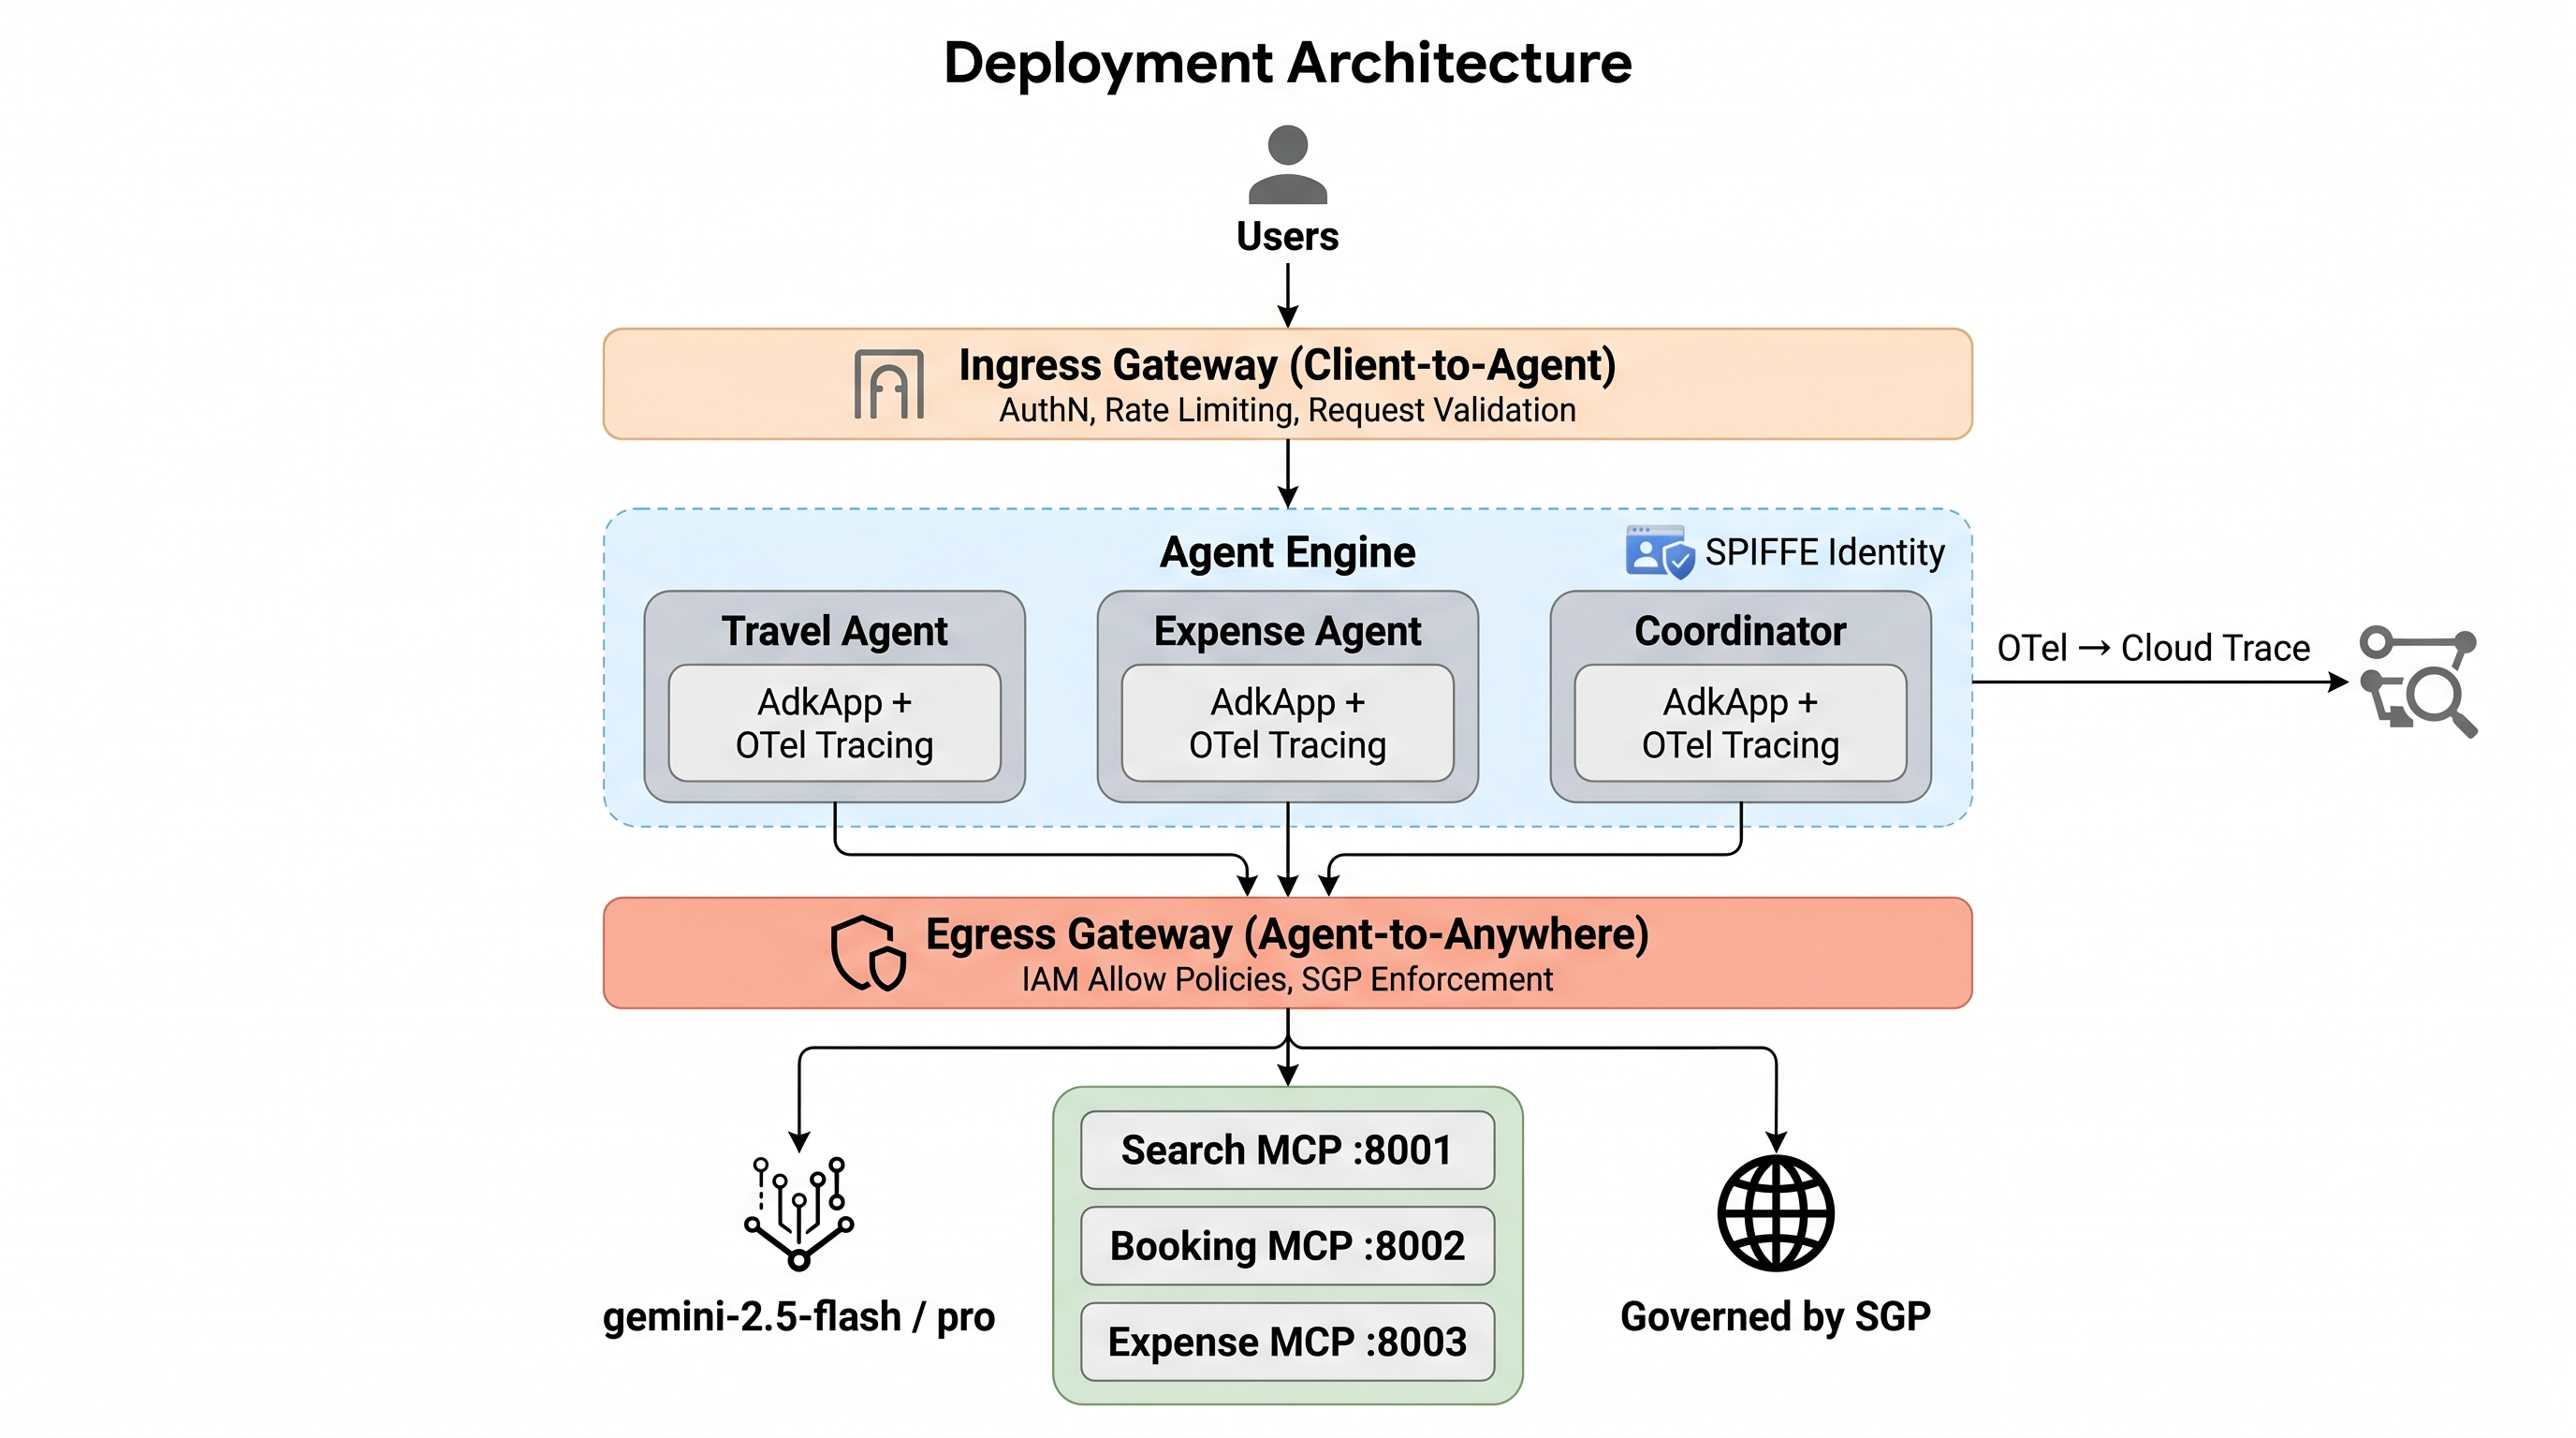 Deployment Architecture
Users
Ingress Gateway (Client-to-Agent)
AuthN, Rate Limiting, Request Validation
Agent Engine
SPIFFE Identity
Travel Agent
AdkApp +
OTel Tracing
Expense Agent
AdkApp +
OTel Tracing
Coordinator
AdkApp +
OTel Tracing
OTel → Cloud Trace
Egress Gateway (Agent-to-Anywhere)
IAM Allow Policies, SGP Enforcement
gemini-2.5-flash / pro
Search MCP :8001
Booking MCP :8002
Expense MCP :8003
Governed by SGP